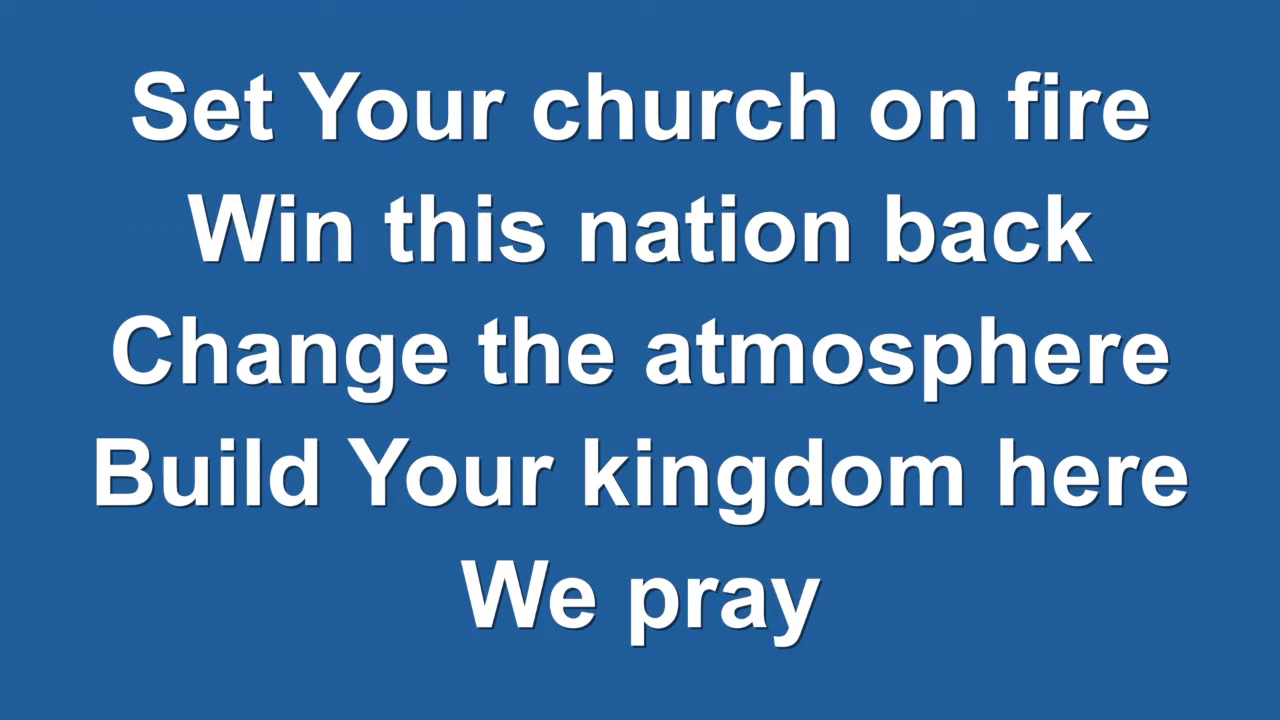 Set Your church on fire
Win this nation back
Change the atmosphere
Build Your kingdom here
We pray